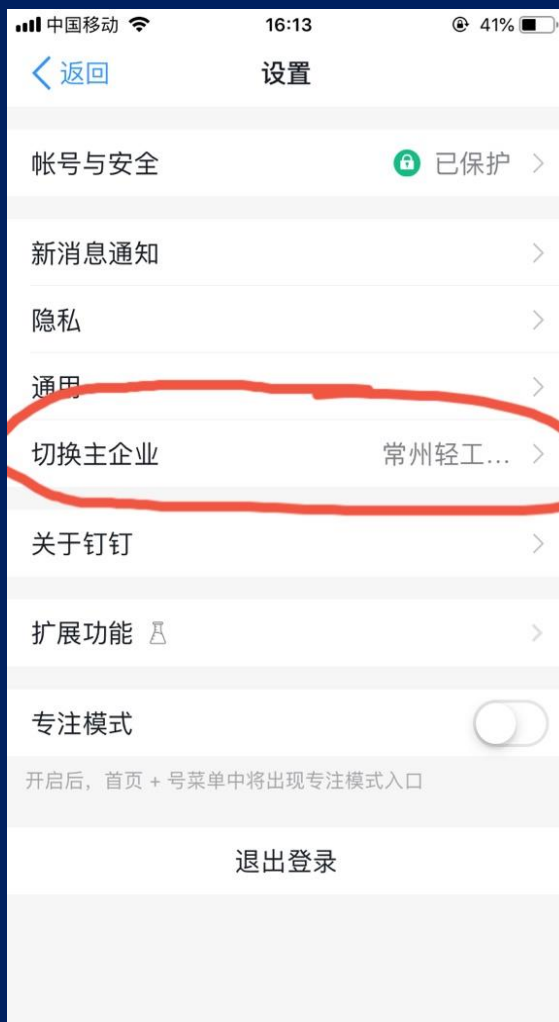 中国移动 16:13 41%
返回 设置
帐号与安全 已保护
新消息通知
隐私
通用
切换主企业 常州轻工...
关于钉钉
扩展功能
专注模式
开启后，首页 + 号菜单中将出现专注模式入口
退出登录